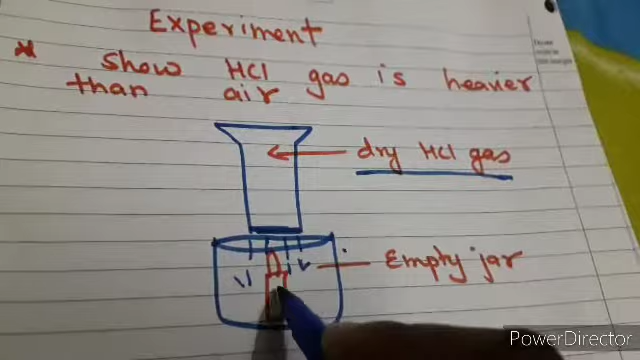 Experiment
* Show HCl gas is heavier
than air
dry HCl gas
Empty jar
PowerDirector